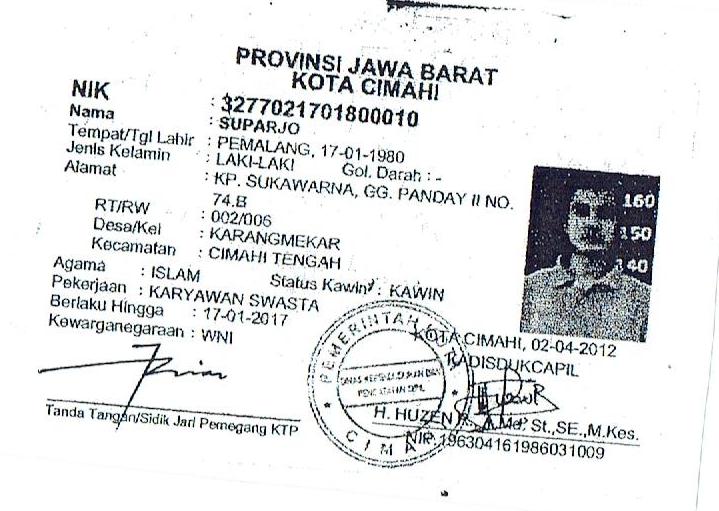 PROVINSI JAWA BARAT
KOTA CIMAHI
NIK : 3277021701800010
Nama : SUPARJO
Tempat/Tgl Lahir : PEMALANG, 17-01-1980
Jenis Kelamin : LAKI-LAKI Gol. Darah : -
Alamat : KP. SUKAWARNA, GG. PANDAY II NO.
74.B
RT/RW : 002/006
Desa/Kel : KARANGMEKAR
Kecamatan : CIMAHI TENGAH
Agama : ISLAM Status Kawin : KAWIN
Pekerjaan : KARYAWAN SWASTA
Berlaku Hingga : 17-01-2017
Kewarganegaraan : WNI
160
150
140
KOTA CIMAHI, 02-04-2012
KADISDUKCAPIL
PEMERINTAH KOTA
DINAS KEPENDUDUKAN DAN
PENCATATAN SIPIL
CIMAHI
Tanda Tangan/Sidik Jari Pemegang KTP
H. HUZEN A.Md. St.,SE.,M.Kes.
NIP. 196304161986031009